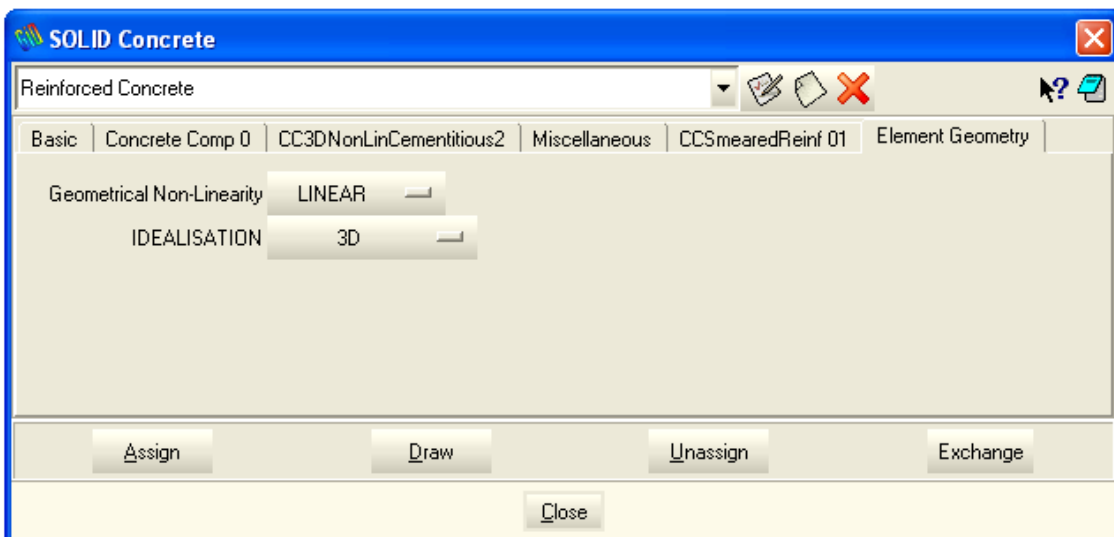 SOLID Concrete
Reinforced Concrete
Basic Concrete Comp 0 CC3DNonLinCementitious2 Miscellaneous CCSmearedReinf 01 Element Geometry
Geometrical Non-Linearity LINEAR
IDEALISATION 3D
Assign Draw Unassign Exchange
Close